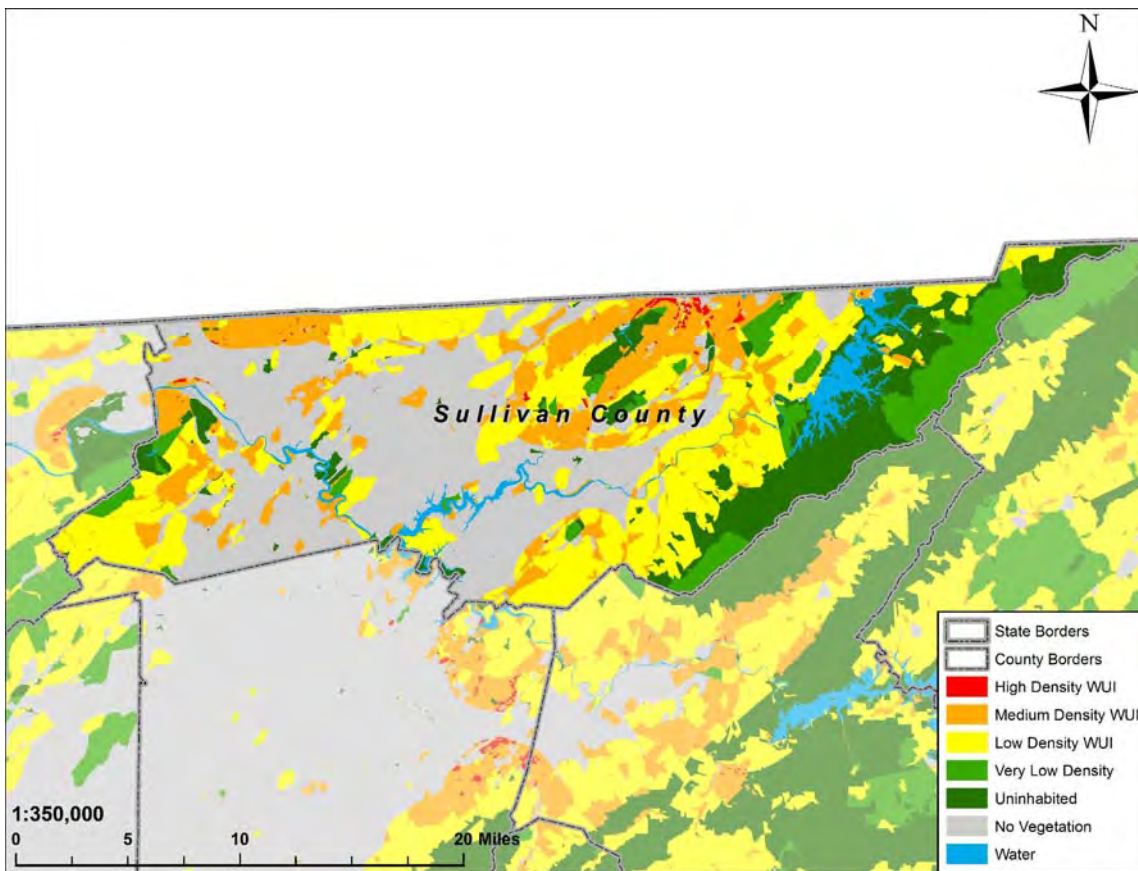 N
Sullivan County
State Borders
County Borders
High Density WUI
Medium Density WUI
Low Density WUI
Very Low Density
Uninhabited
No Vegetation
Water
1:350,000
0 5 10 20 Miles